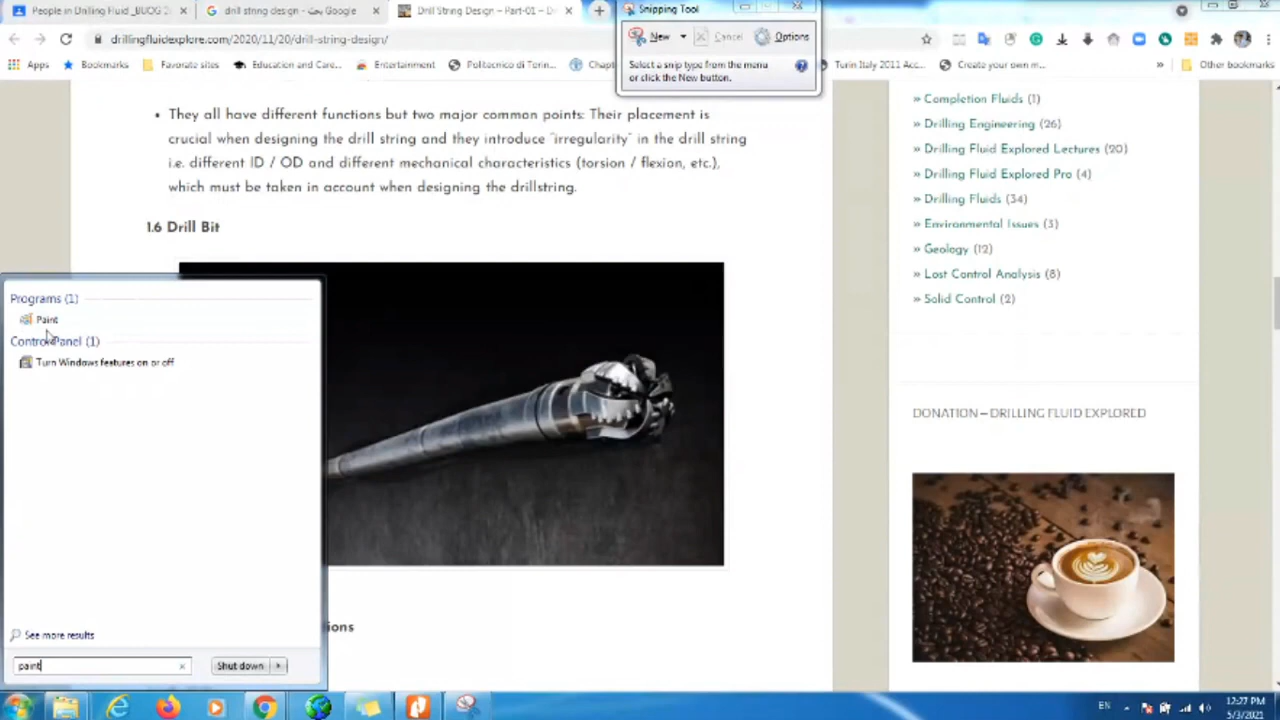 People in Drilling Fluid _BUOG 2
drill string design - بحث Google
Drill String Design – Part-01 – D
drillingfluidexplore.com/2020/11/20/drill-string-design/
Apps
Bookmarks
Favorite sites
Education and Care...
Entertainment
Politecnico di Torin...
Chapt
Turin Italy 2011 Acc...
Create your own m...
»
Other bookmarks
Snipping Tool
New
Cancel
Options
Select a snip type from the menu
or click the New button.
• They all have different functions but two major common points: Their placement is
crucial when designing the drill string and they introduce "irregularity" in the drill string
i.e. different ID / OD and different mechanical characteristics (torsion / flexion, etc.),
which must be taken in account when designing the drillstring.
1.6 Drill Bit
ions
» Completion Fluids (1)
» Drilling Engineering (26)
» Drilling Fluid Explored Lectures (20)
» Drilling Fluid Explored Pro (4)
» Drilling Fluids (34)
» Environmental Issues (3)
» Geology (12)
» Lost Control Analysis (8)
» Solid Control (2)
DONATION – DRILLING FLUID EXPLORED
Programs (1)
Paint
Control Panel (1)
Turn Windows features on or off
See more results
paint
Shut down
EN
12:27 PM
5/3/2021